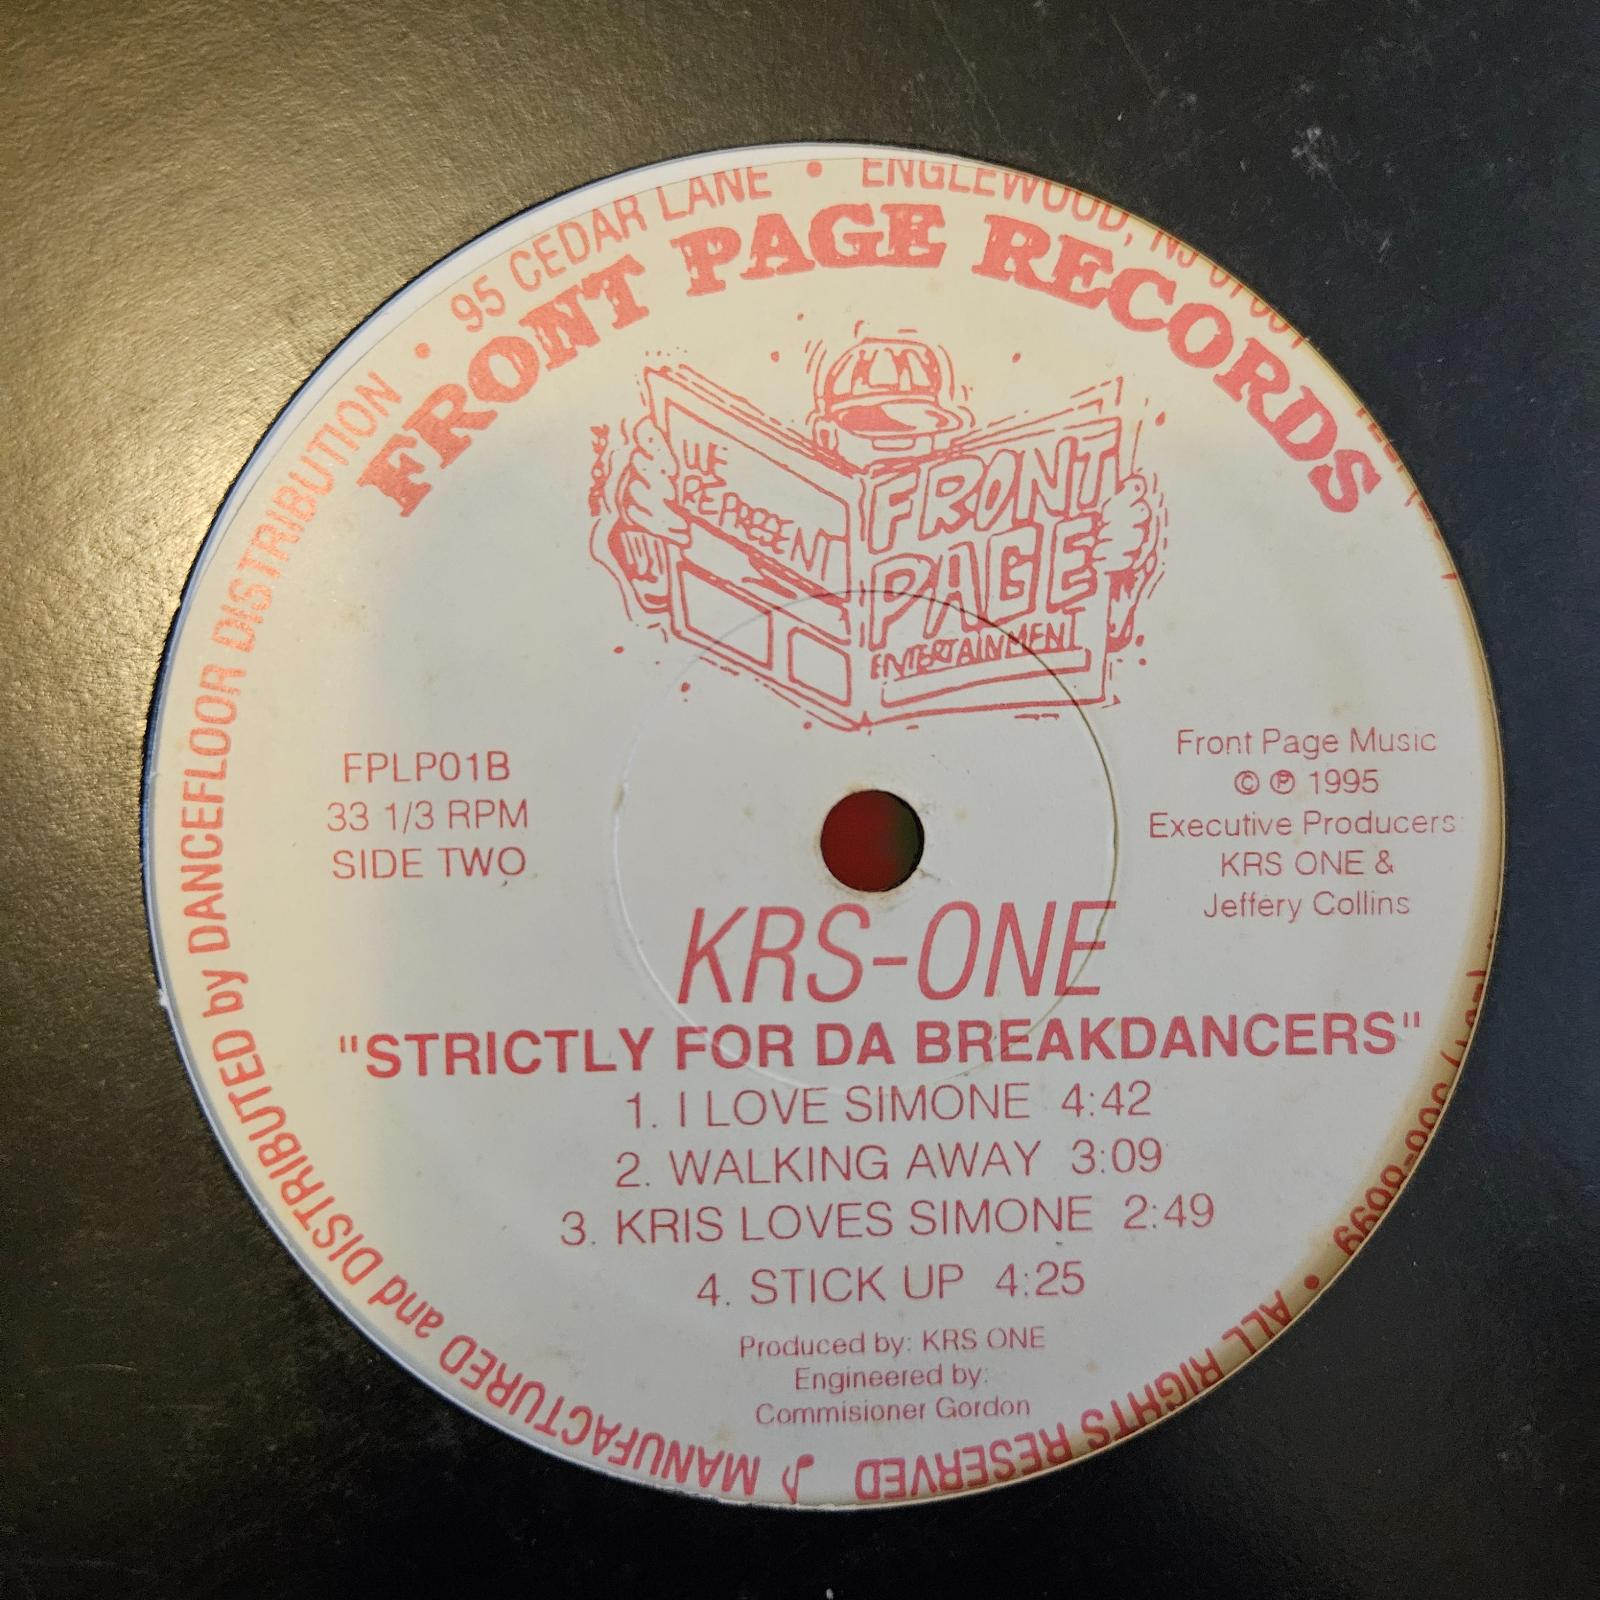 MANUFACTURED and DISTRIBUTED by DANCEFLOOR DISTRIBUTION • 95 CEDAR LANE • ENGLEWOOD, NJ
• ALL RIGHTS RESERVED
FRONT PAGE RECORDS
WE
REPRESENT
FRONT
PAGE
ENTERTAINMENT
FPLP01B
33 1/3 RPM
SIDE TWO
Front Page Music
© ℗ 1995
Executive Producers
KRS ONE &
Jeffery Collins
KRS-ONE
"STRICTLY FOR DA BREAKDANCERS"
1. I LOVE SIMONE 4:42
2. WALKING AWAY 3:09
3. KRIS LOVES SIMONE 2:49
4. STICK UP 4:25
Produced by: KRS ONE
Engineered by:
Commisioner Gordon